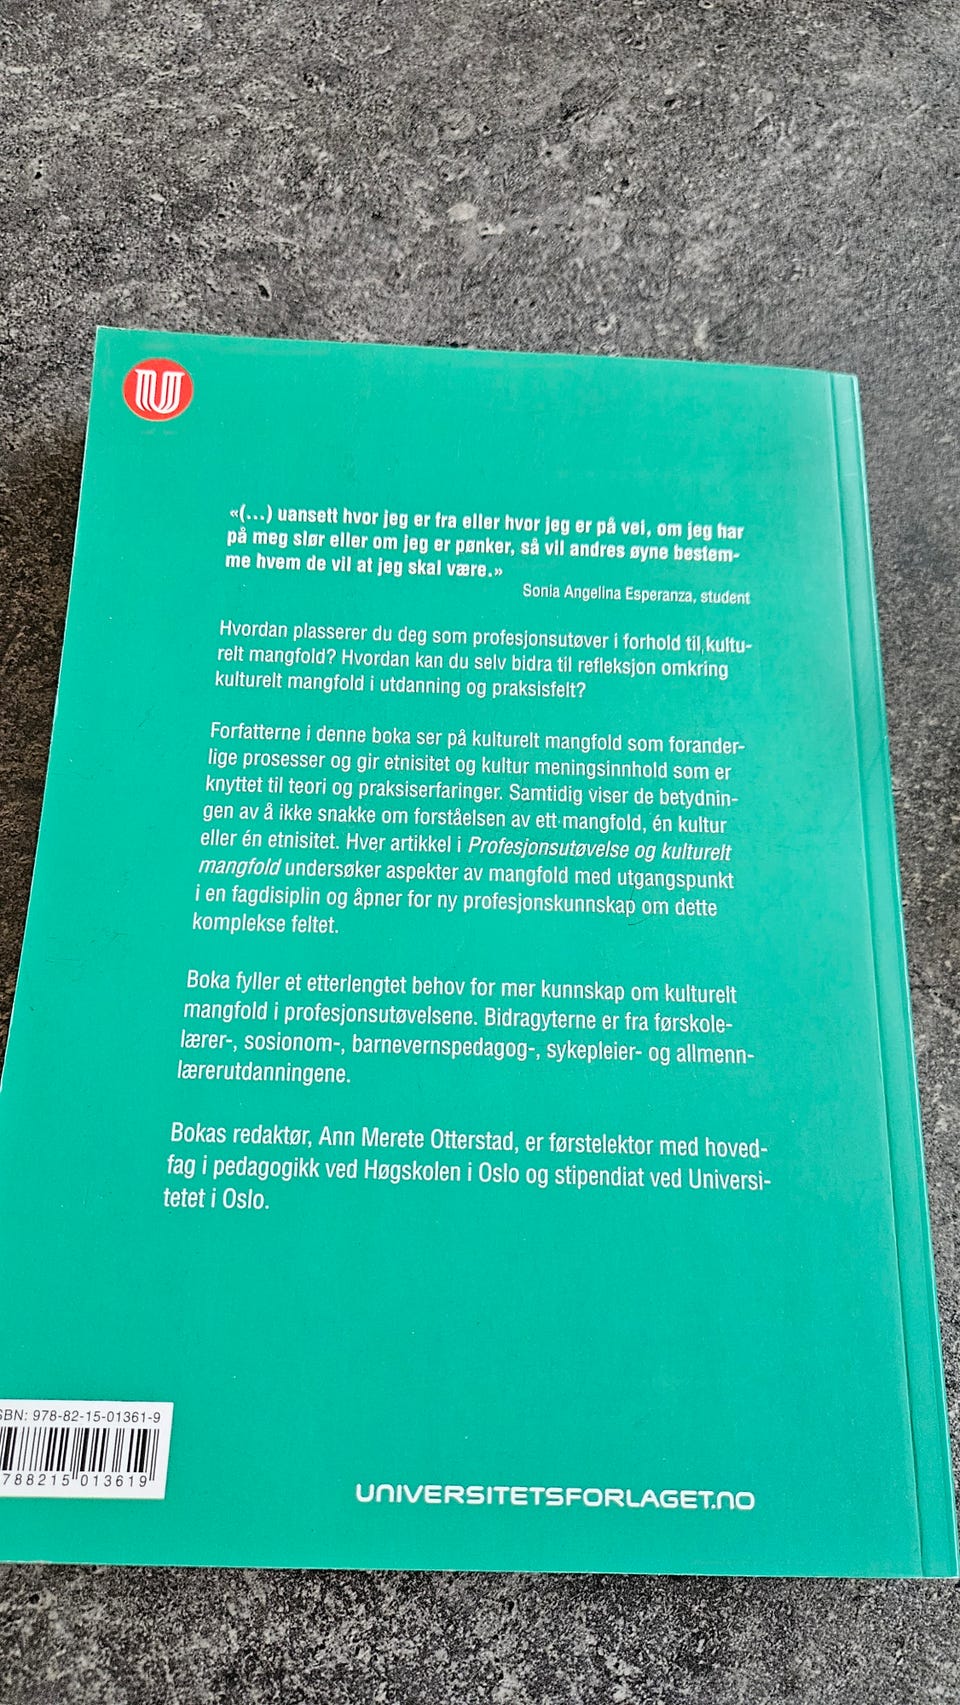 U
«(...) uansett hvor jeg er fra eller hvor jeg er på vei, om jeg har
på meg slør eller om jeg er pønker, så vil andres øyne bestem-
me hvem de vil at jeg skal være.»
Sonia Angelina Esperanza, student
Hvordan plasserer du deg som profesjonsutøver i forhold til kultu-
relt mangfold? Hvordan kan du selv bidra til refleksjon omkring
kulturelt mangfold i utdanning og praksisfelt?
Forfatterne i denne boka ser på kulturelt mangfold som forander-
lige prosesser og gir etnisitet og kultur meningsinnhold som er
knyttet til teori og praksiserfaringer. Samtidig viser de betydnin-
gen av å ikke snakke om forståelsen av ett mangfold, én kultur
eller én etnisitet. Hver artikkel i Profesjonsutøvelse og kulturelt
mangfold undersøker aspekter av mangfold med utgangspunkt
i en fagdisiplin og åpner for ny profesjonskunnskap om dette
komplekse feltet.
Boka fyller et etterlengtet behov for mer kunnskap om kulturelt
mangfold i profesjonsutøvelsene. Bidragyterne er fra førskole-
lærer-, sosionom-, barnevernspedagog-, sykepleier- og allmenn-
lærerutdanningene.
Bokas redaktør, Ann Merete Otterstad, er førstelektor med hoved-
fag i pedagogikk ved Høgskolen i Oslo og stipendiat ved Universi-
tetet i Oslo.
SBN: 978-82-15-01361-9
788215 013619
UNIVERSITETSFORLAGET.NO